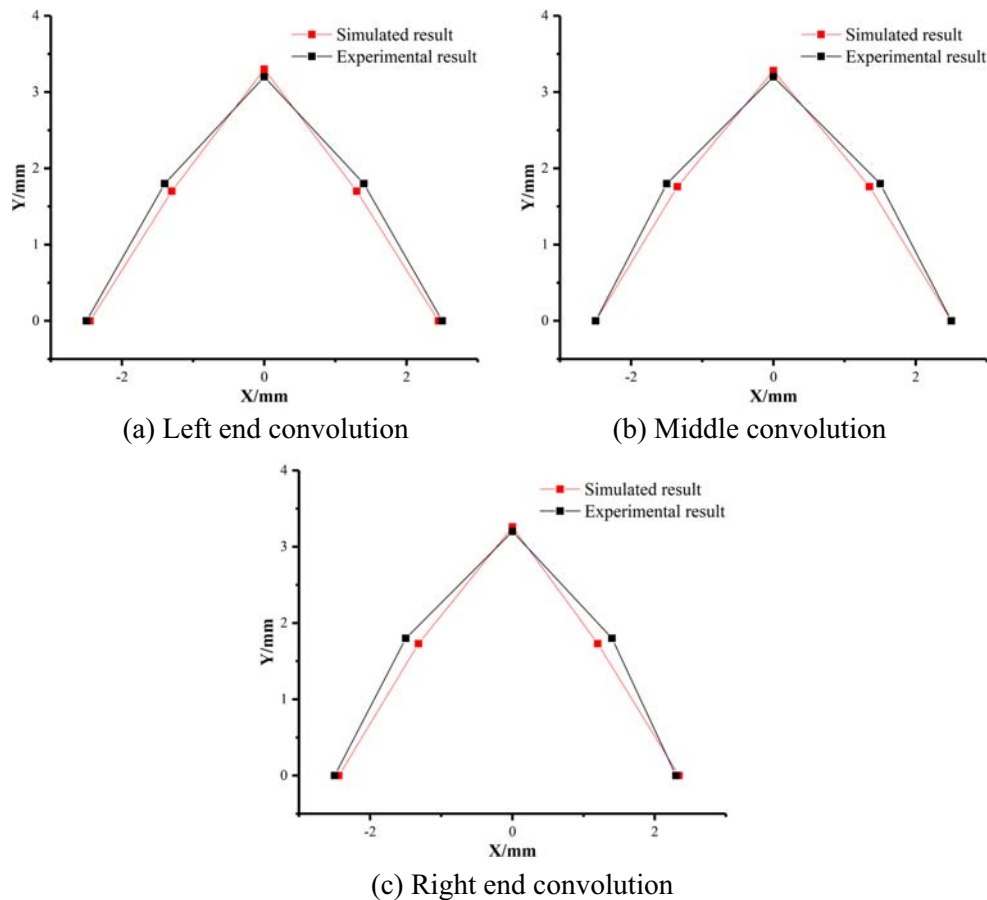 4
3
2
1
0
Y/mm
Simulated result
Experimental result
-2
0
2
X/mm
(a) Left end convolution
4
3
2
1
0
Y/mm
Simulated result
Experimental result
-2
0
2
X/mm
(b) Middle convolution
4
3
2
1
0
Y/mm
Simulated result
Experimental result
-2
0
2
X/mm
(c) Right end convolution